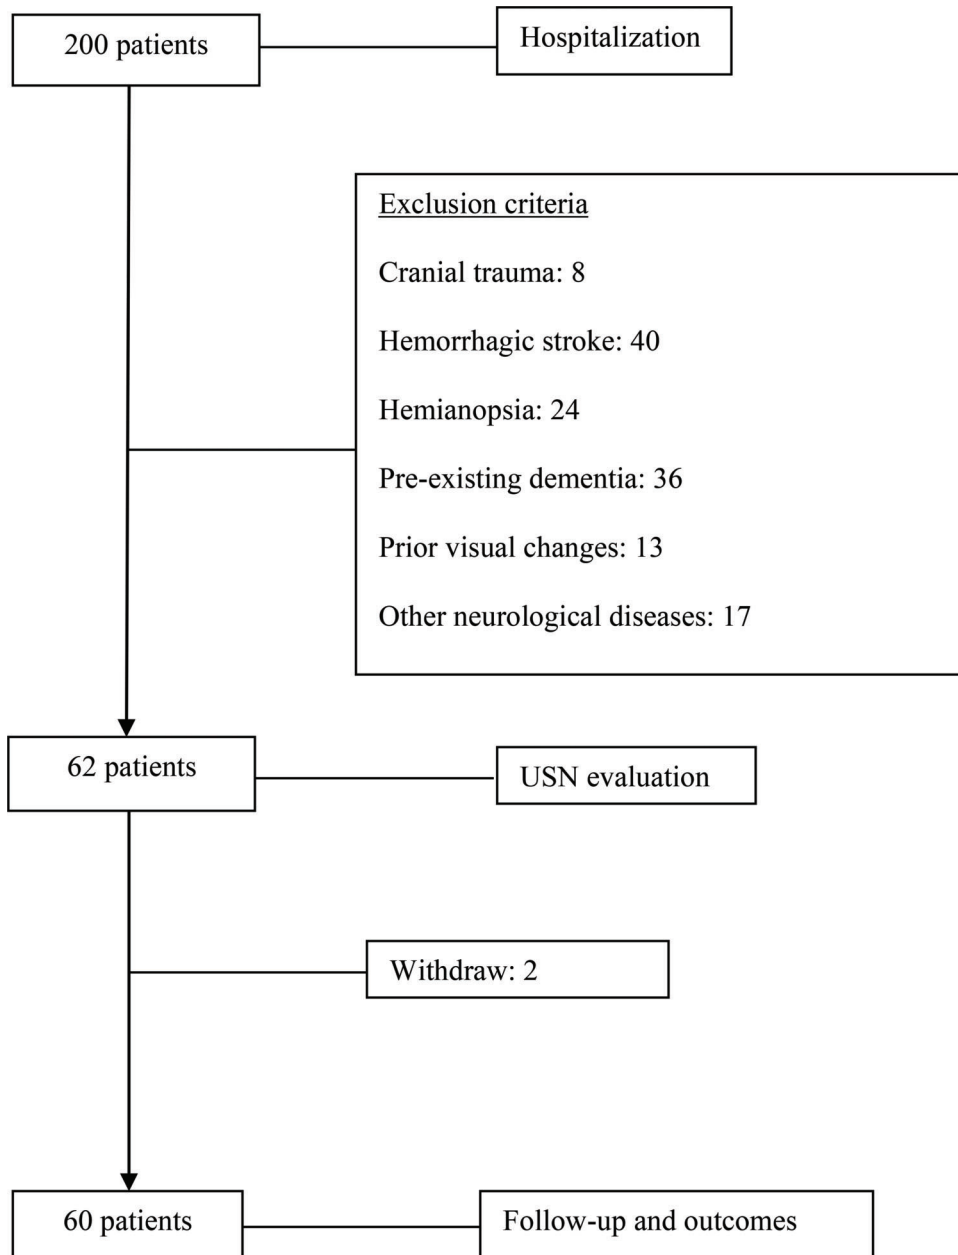 200 patients
Hospitalization
Exclusion criteria
Cranial trauma: 8
Hemorrhagic stroke: 40
Hemianopsia: 24
Pre-existing dementia: 36
Prior visual changes: 13
Other neurological diseases: 17
62 patients
USN evaluation
Withdraw: 2
60 patients
Follow-up and outcomes